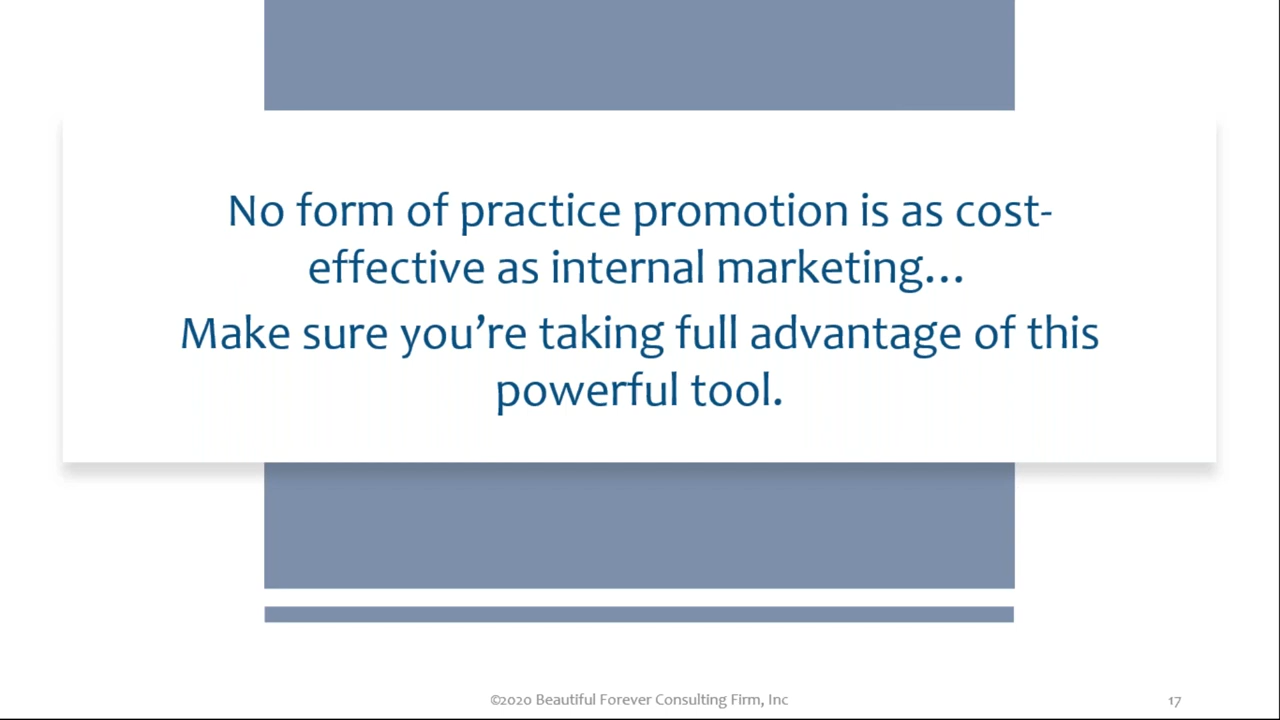 No form of practice promotion is as cost-
effective as internal marketing…
Make sure you’re taking full advantage of this
powerful tool.
©2020 Beautiful Forever Consulting Firm, Inc
17